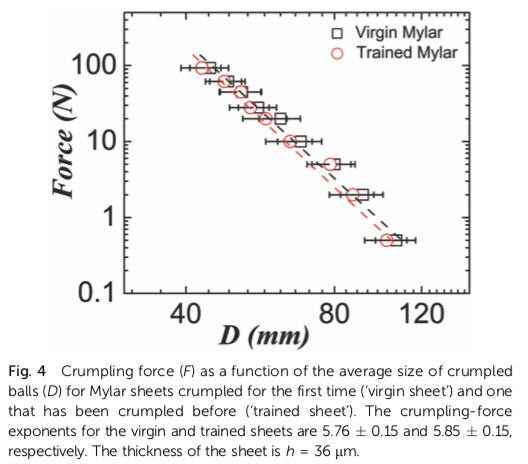 Virgin Mylar
Trained Mylar
100
10
1
0.1
Force (N)
40
80
120
D (mm)
Fig. 4 Crumpling force (F) as a function of the average size of crumpled
balls (D) for Mylar sheets crumpled for the first time (‘virgin sheet’) and one
that has been crumpled before (‘trained sheet’). The crumpling-force
exponents for the virgin and trained sheets are 5.76 ± 0.15 and 5.85 ± 0.15,
respectively. The thickness of the sheet is h = 36 μm.